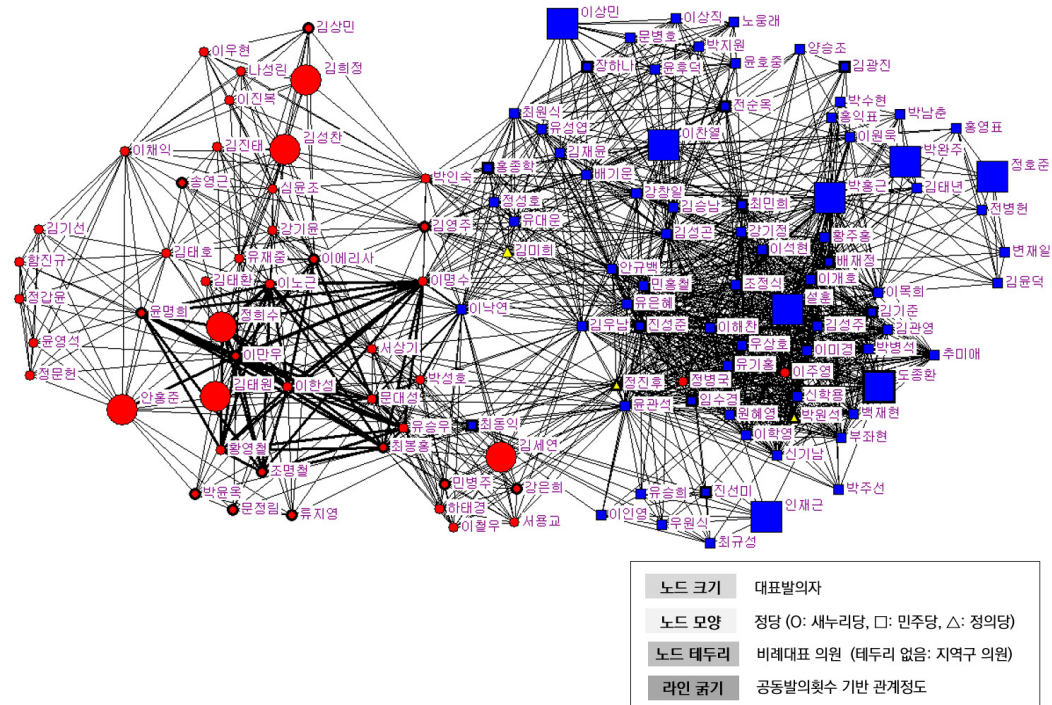 김상민
이상민
이상직
노웅래
이우현
문병호
박지원
양승조
나성린
김희정
장하나
윤후덕
윤호중
김광진
이진복
전순옥
박수현
최원식
홍익표
박남춘
유성엽
이원욱
홍영표
김성찬
이찬열
이채익
김진태
김재윤
박완주
홍종학
배기운
정호준
송영근
박인숙
심윤조
강창일
박홍근
김태년
정성호
김승남
최민희
전병헌
유대운
김기선
강기윤
김영주
김성곤
강기정
황주홍
이석현
김태호
김미희
변재일
함진규
유재중
이에리사
배재정
안규백
김태환
이노근
이명수
민홍철
조정식
이개호
김윤덕
정갑윤
이목희
윤명희
이낙연
유은혜
설훈
김기준
정희수
김우남
진성준
이해찬
김성주
김관영
윤영석
이만우
서상기
우상호
이미경
박병석
추미애
정문헌
유기홍
이주영
김태원
이한성
박성호
정진후
정병국
도종환
안홍준
문대성
윤관석
임수경
신학용
원혜영
박원석
백재현
유승우
최동익
이학영
부좌현
황영철
최봉홍
김세연
신기남
조명철
민병주
강은희
박윤옥
유승희
진선미
박주선
문정림
류지영
하태경
이인영
인재근
이철우
서용교
우원식
최규성
노드 크기 대표발의자
노드 모양 정당 (O: 새누리당, □: 민주당, △: 정의당)
노드 테두리 비례대표 의원 (테두리 없음: 지역구 의원)
라인 굵기 공동발의횟수 기반 관계정도